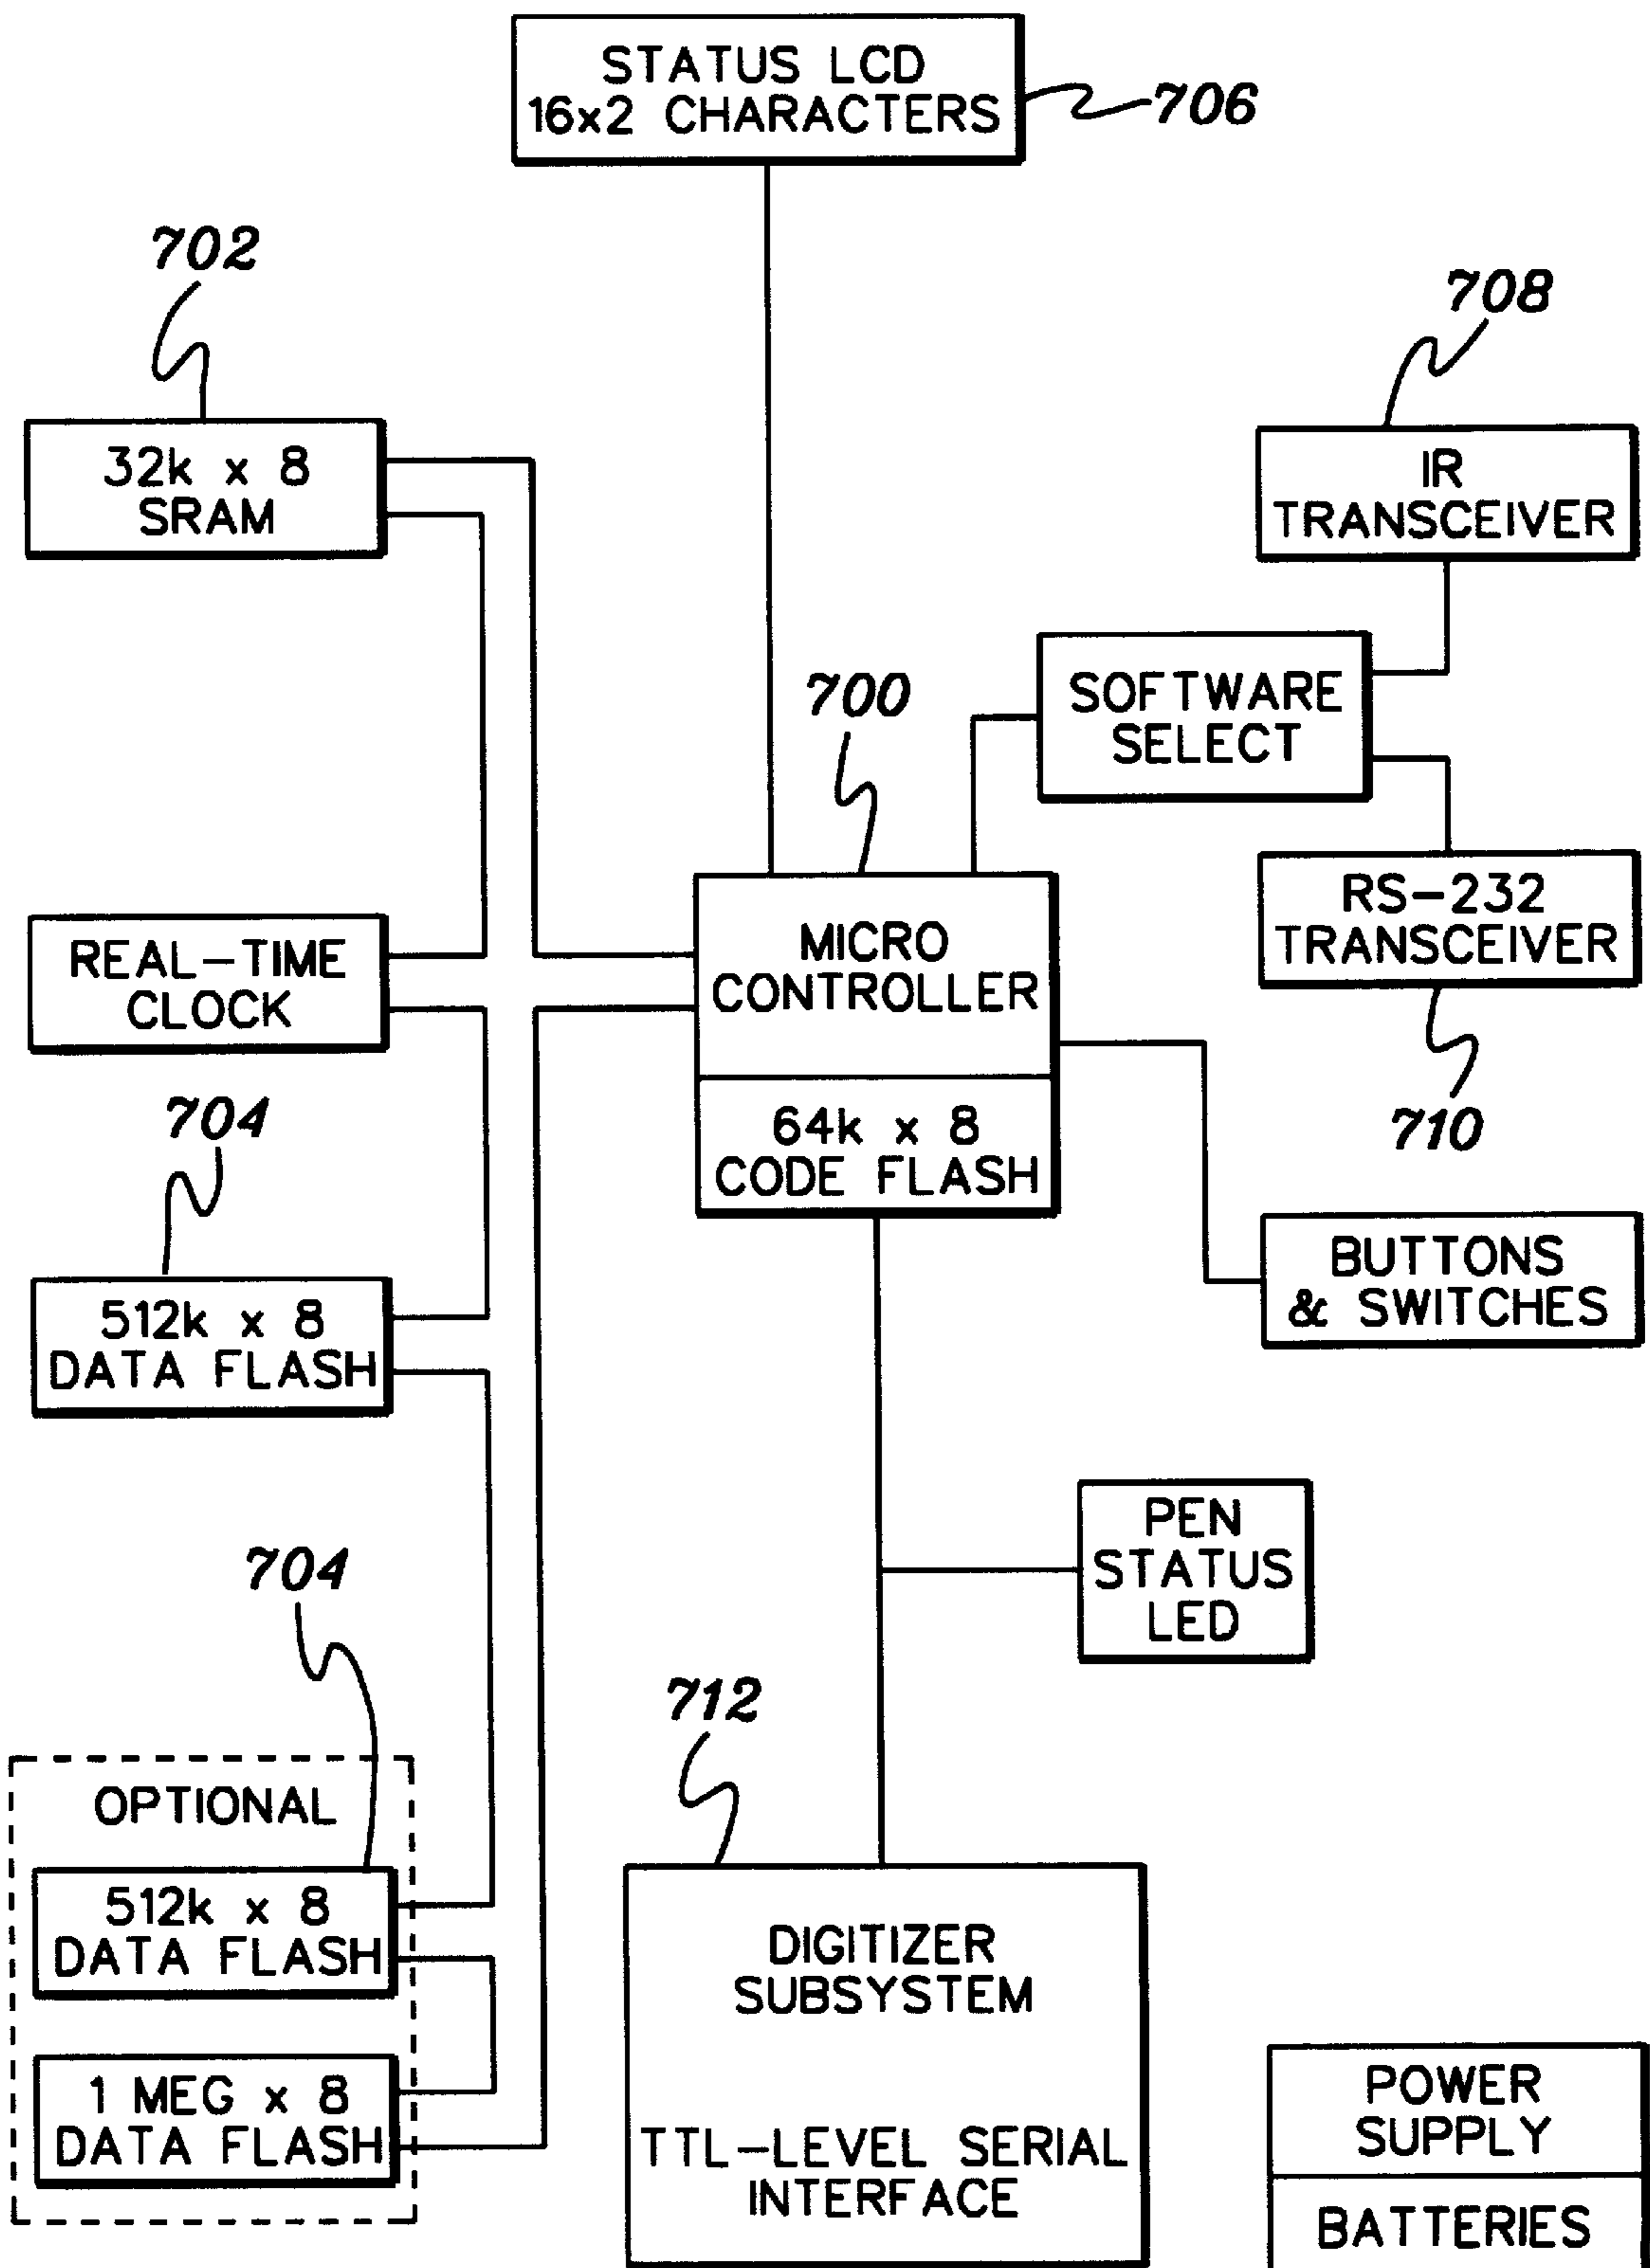 STATUS LCD
16x2 CHARACTERS
706
702
708
32k x 8
SRAM
IR
TRANSCEIVER
700
SOFTWARE
SELECT
REAL-TIME
CLOCK
MICRO
CONTROLLER
RS-232
TRANSCEIVER
704
64k x 8
CODE FLASH
710
512k x 8
DATA FLASH
BUTTONS
& SWITCHES
704
PEN
STATUS
LED
712
OPTIONAL
512k x 8
DATA FLASH
DIGITIZER
SUBSYSTEM
1 MEG x 8
DATA FLASH
TTL-LEVEL SERIAL
INTERFACE
POWER
SUPPLY
BATTERIES